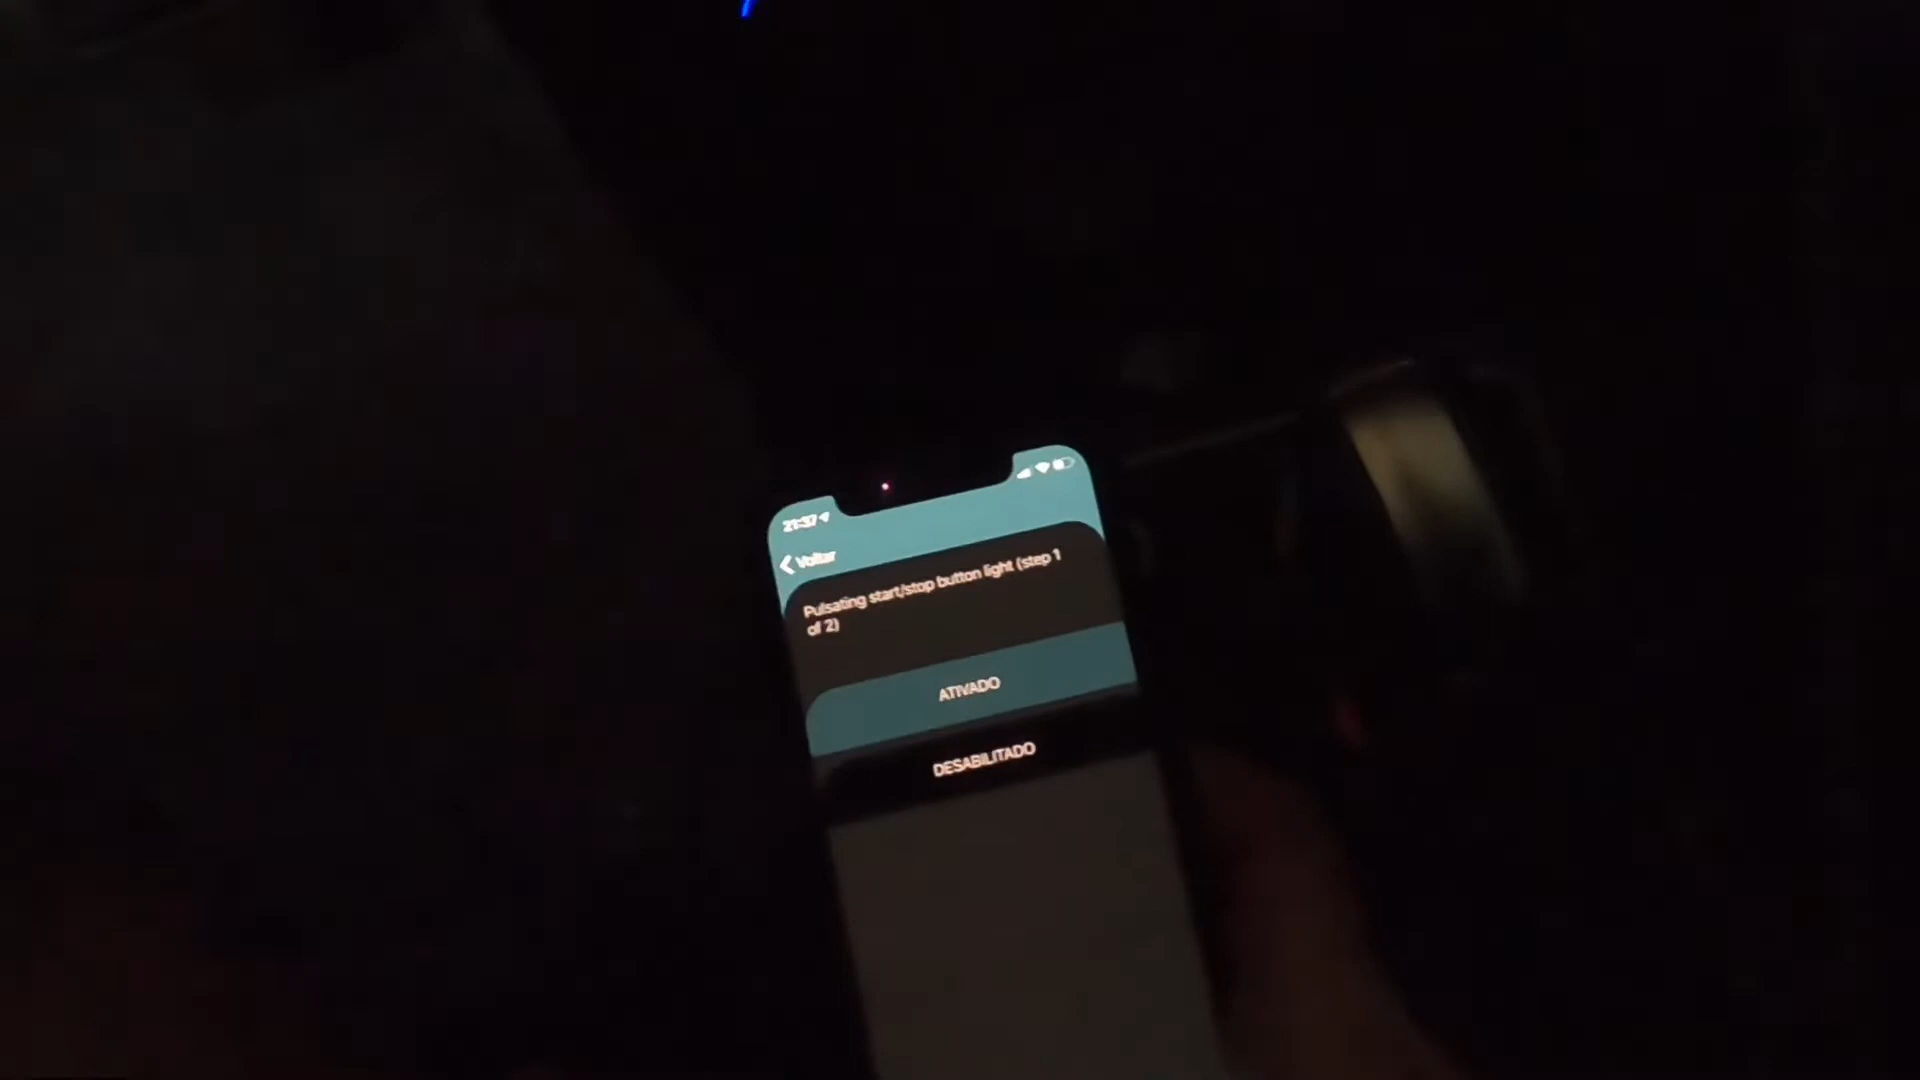 21:37
Voltar
Pulsating start/stop button light (step 1
of 2)
ATIVADO
DESABILITADO